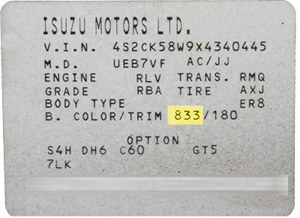 ISUZU MOTORS LTD.
V.I.N. 4S2CK58W9X4340445
M.D. UEB7VF AC/JJ
ENGINE RLV TRANS. RMQ
GRADE RBA TIRE AXJ
BODY TYPE ER8
B. COLOR/TRIM 833/180
OPTION
S4H DH6 C60 GT5
7LK